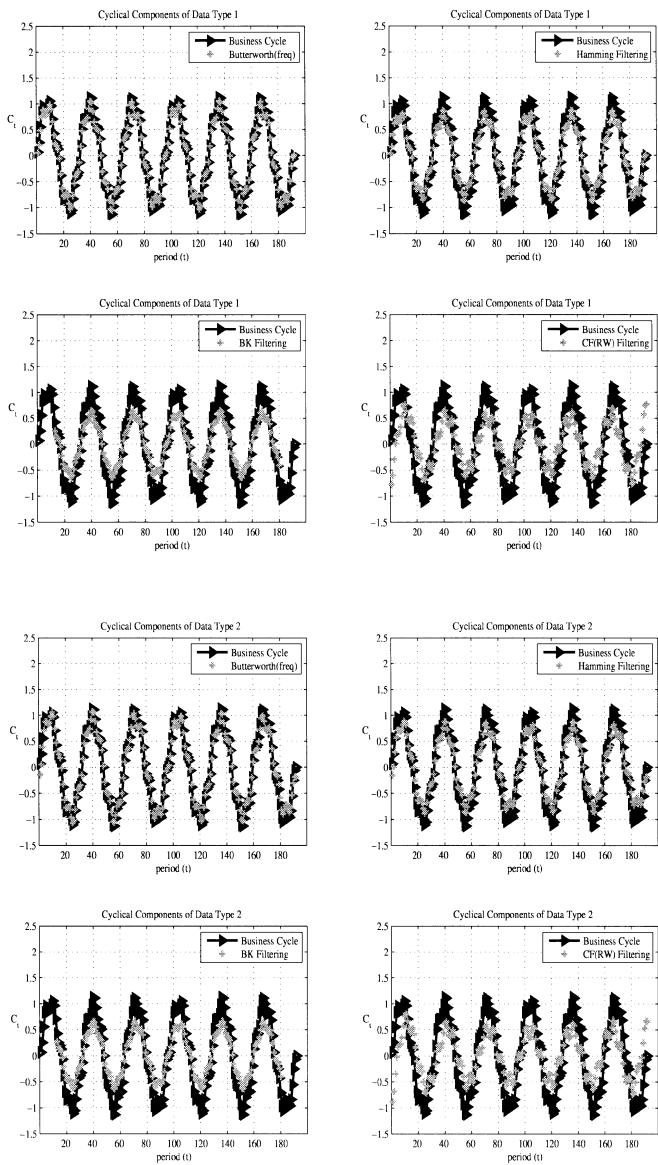 Cyclical Components of Data Type 1
2.5
2
1.5
1
0.5
0
−0.5
−1
−1.5
C_t
Business Cycle
Butterworth(freq)
20 40 60 80 100 120 140 160 180
period (t)
Cyclical Components of Data Type 1
2.5
2
1.5
1
0.5
0
−0.5
−1
−1.5
C_t
Business Cycle
Hamming Filtering
20 40 60 80 100 120 140 160 180
period (t)
Cyclical Components of Data Type 1
2.5
2
1.5
1
0.5
0
−0.5
−1
−1.5
C_t
Business Cycle
BK Filtering
20 40 60 80 100 120 140 160 180
period (t)
Cyclical Components of Data Type 1
2.5
2
1.5
1
0.5
0
−0.5
−1
−1.5
C_t
Business Cycle
CF(RW) Filtering
20 40 60 80 100 120 140 160 180
period (t)
Cyclical Components of Data Type 2
2.5
2
1.5
1
0.5
0
−0.5
−1
−1.5
C_t
Business Cycle
Butterworth(freq)
20 40 60 80 100 120 140 160 180
period (t)
Cyclical Components of Data Type 2
2.5
2
1.5
1
0.5
0
−0.5
−1
−1.5
C_t
Business Cycle
Hamming Filtering
20 40 60 80 100 120 140 160 180
period (t)
Cyclical Components of Data Type 2
2.5
2
1.5
1
0.5
0
−0.5
−1
−1.5
C_t
Business Cycle
BK Filtering
20 40 60 80 100 120 140 160 180
period (t)
Cyclical Components of Data Type 2
2.5
2
1.5
1
0.5
0
−0.5
−1
−1.5
C_t
Business Cycle
CF(RW) Filtering
20 40 60 80 100 120 140 160 180
period (t)